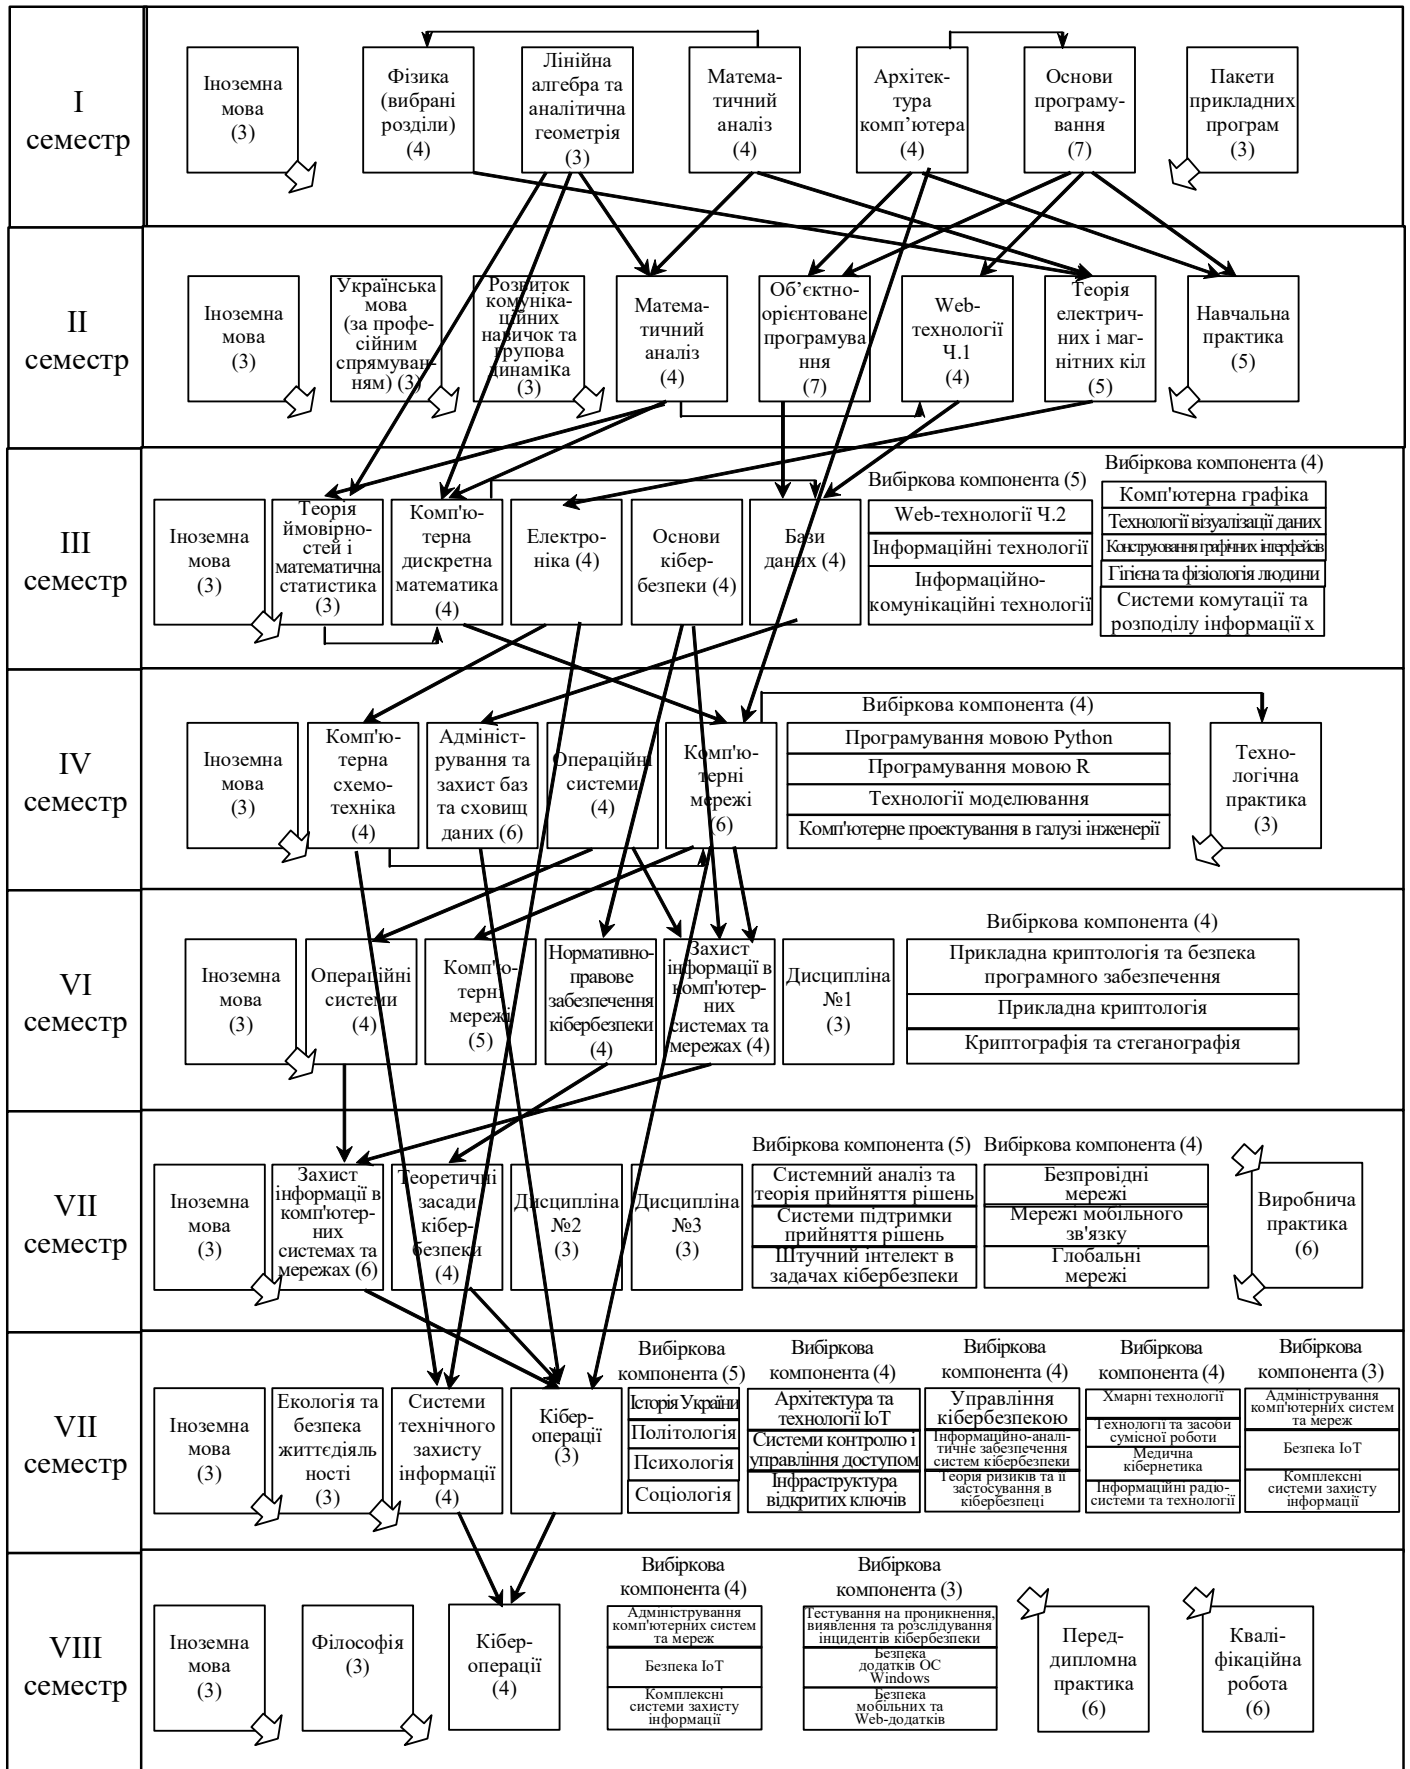 I
семестр
Іноземна
мова
(3)
Фізика
(вибрані
розділи)
(4)
Лінійна
алгебра та
аналітична
геометрія
(3)
Матема-
тичний
аналіз
(4)
Архітек-
тура
комп’ютера
(4)
Основи
програму-
вання
(7)
Пакети
прикладних
програм
(3)
II
семестр
Іноземна
мова
(3)
Українська
мова
(за профе-
сійним
спрямуван-
ням) (3)
Розвиток
комуніка-
ційних
навичок та
групова
динаміка
(3)
Матема-
тичний
аналіз
(4)
Об’єктно-
орієнтоване
програмува
ння
(7)
Web-
технології
Ч.1
(4)
Теорія
електрич-
них і маг-
нітних кіл
(5)
Навчальна
практика
(5)
III
семестр
Іноземна
мова
(3)
Теорія
ймовірно-
стей і
математична
статистика
(3)
Комп'ю-
терна
дискретна
математика
(4)
Електро-
ніка (4)
Основи
кібер-
безпеки (4)
Бази
даних (4)
Вибіркова компонента (5)
Web-технології Ч.2
Інформаційні технології
Інформаційно-
комунікаційні технології
Вибіркова компонента (4)
Комп'ютерна графіка
Технології візуалізації даних
Конструювання графічних інтерфейсів
Гігієна та фізіологія людини
Системи комутації та
розподілу інформації х
IV
семестр
Іноземна
мова
(3)
Комп'ю-
терна
схемо-
техніка
(4)
Адмініст-
рування та
захист баз
та сховищ
даних (6)
Операційні
системи
(4)
Комп'ю-
терні
мережі
(6)
Вибіркова компонента (4)
Програмування мовою Python
Програмування мовою R
Технології моделювання
Комп'ютерне проектування в галузі інженерії
Техно-
логічна
практика
(3)
VI
семестр
Іноземна
мова
(3)
Операційні
системи
(4)
Комп'ю-
терні
мережі
(5)
Нормативно-
правове
забезпечення
кібербезпеки
(4)
Захист
інформації в
комп'ютер-
них
системах та
мережах (4)
Дисципліна
№1
(3)
Вибіркова компонента (4)
Прикладна криптологія та безпека
програмного забезпечення
Прикладна криптологія
Криптографія та стеганографія
VII
семестр
Іноземна
мова
(3)
Захист
інформації в
комп'ютер-
них
системах та
мережах (6)
Теоретичні
засади
кібер-
безпеки
(4)
Дисципліна
№2
(3)
Дисципліна
№3
(3)
Вибіркова компонента (5)
Системний аналіз та
теорія прийняття рішень
Системи підтримки
прийняття рішень
Штучний інтелект в
задачах кібербезпеки
Вибіркова компонента (4)
Безпровідні
мережі
Мережі мобільного
зв'язку
Глобальні
мережі
Виробнича
практика
(6)
VII
семестр
Іноземна
мова
(3)
Екологія та
безпека
життєдіяль
ності
(3)
Системи
технічного
захисту
інформації
(4)
Кібер-
операції
(3)
Вибіркова
компонента (5)
Історія України
Політологія
Психологія
Соціологія
Вибіркова
компонента (4)
Архітектура та
технології IoT
Системи контролю і
управління доступом
Інфраструктура
відкритих ключів
Вибіркова
компонента (4)
Управління
кібербезпекою
Інформаційно-аналі-
тичне забезпечення
систем кібербезпеки
Теорія ризиків та її
застосування в
кібербезпеці
Вибіркова
компонента (4)
Хмарні технології
Технології та засоби
сумісної роботи
Медична
кібернетика
Інформаційні радіо-
системи та технології
Вибіркова
компонента (3)
Адміністрування
комп'ютерних систем
та мереж
Безпека IoT
Комплексні
системи захисту
інформації
VIII
семестр
Іноземна
мова
(3)
Філософія
(3)
Кібер-
операції
(4)
Вибіркова
компонента (4)
Адміністрування
комп'ютерних систем
та мереж
Безпека IoT
Комплексні
системи захисту
інформації
Вибіркова
компонента (3)
Тестування на проникнення,
виявлення та розслідування
інцидентів кібербезпеки
Безпека
додатків ОС
Windows
Безпека
мобільних та
Web-додатків
Перед-
дипломна
практика
(6)
Квалі-
фікаційна
робота
(6)